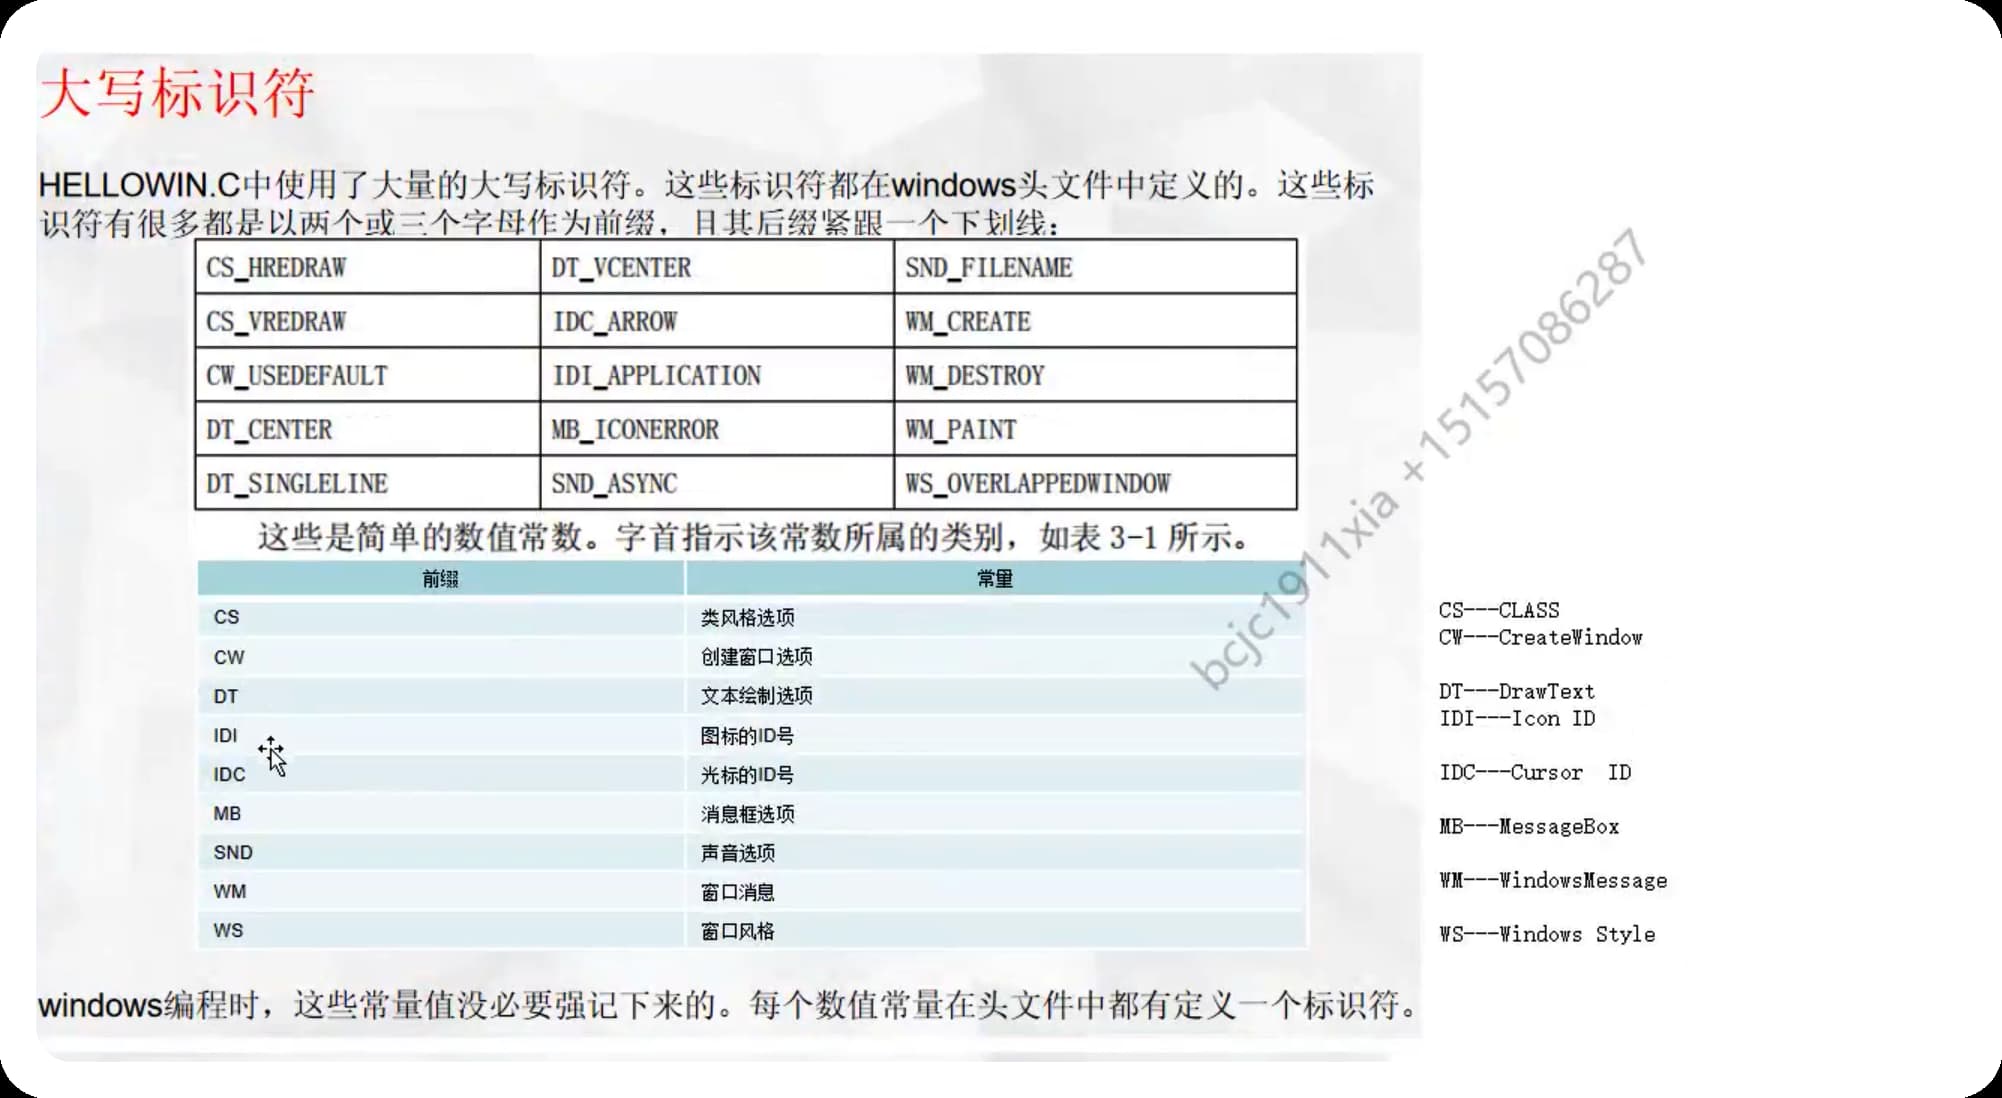 大写标识符
HELLOWIN.C中使用了大量的大写标识符。这些标识符都在windows头文件中定义的。这些标
识符有很多都是以两个或三个字母作为前缀，且其后缀紧跟一个下划线：
CS_HREDRAW DT_VCENTER SND_FILENAME
CS_VREDRAW IDC_ARROW WM_CREATE
CW_USEDEFAULT IDI_APPLICATION WM_DESTROY
DT_CENTER MB_ICONERROR WM_PAINT
DT_SINGLELINE SND_ASYNC WS_OVERLAPPEDWINDOW
这些是简单的数值常数。字首指示该常数所属的类别，如表 3-1 所示。
前缀 常量
CS 类风格选项
CW 创建窗口选项
DT 文本绘制选项
IDI 图标的ID号
IDC 光标的ID号
MB 消息框选项
SND 声音选项
WM 窗口消息
WS 窗口风格
windows编程时，这些常量值没必要强记下来的。每个数值常量在头文件中都有定义一个标识符。
CS---CLASS
CW---CreateWindow
DT---DrawText
IDI---Icon ID
IDC---Cursor  ID
MB---MessageBox
WM---WindowsMessage
WS---Windows Style
bcjc1911xia +15157086287